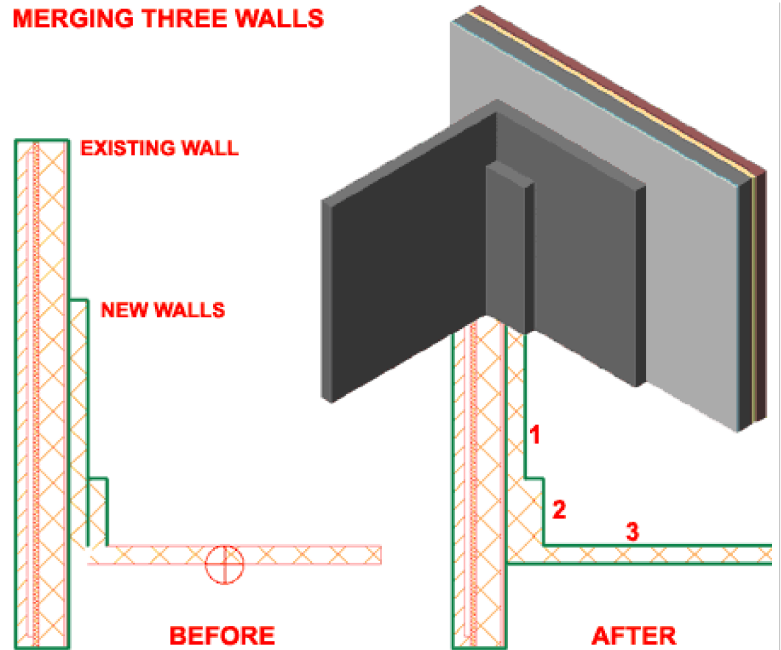 MERGING THREE WALLS
EXISTING WALL
NEW WALLS
1
2
3
BEFORE
AFTER